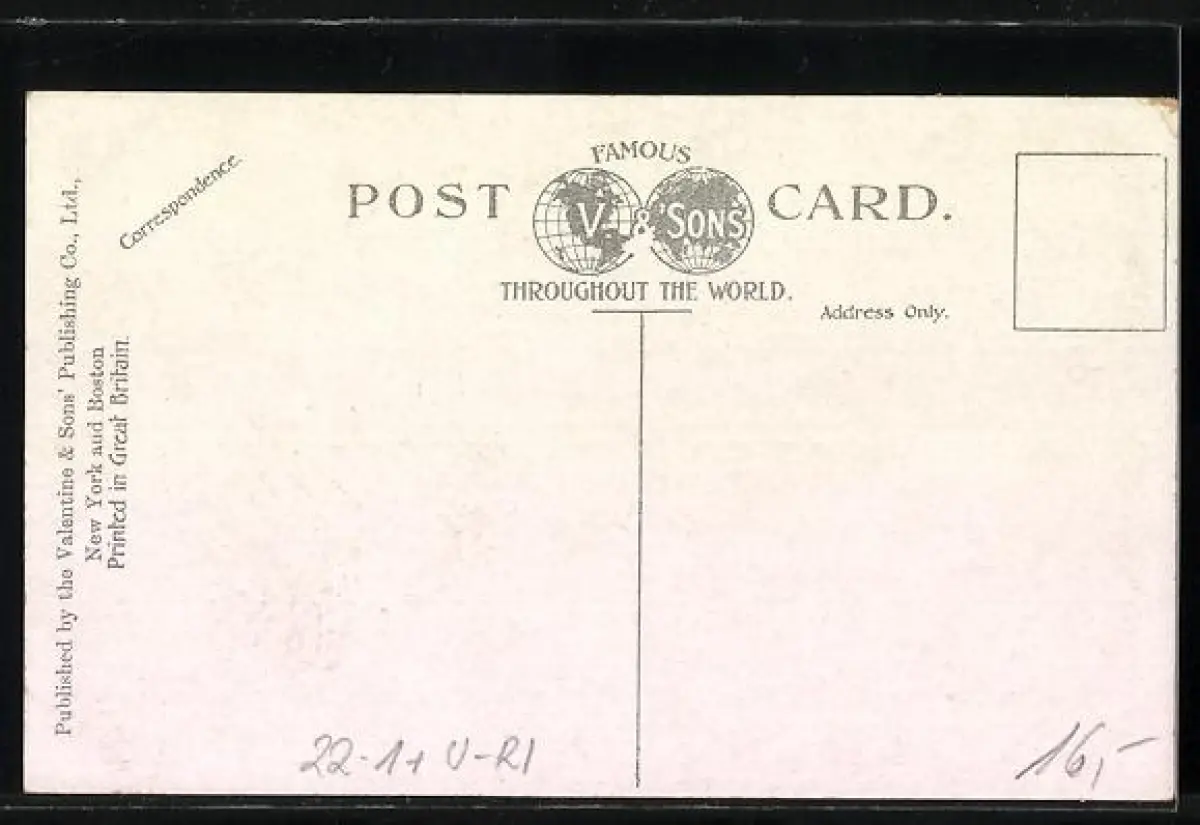 Published by the Valentine & Sons' Publishing Co., Ltd.,
New York and Boston
Printed in Great Britain.
Correspondence.
FAMOUS
POST V & SONS CARD.
THROUGHOUT THE WORLD.
Address Only.
22-1+ V-RI
16,-